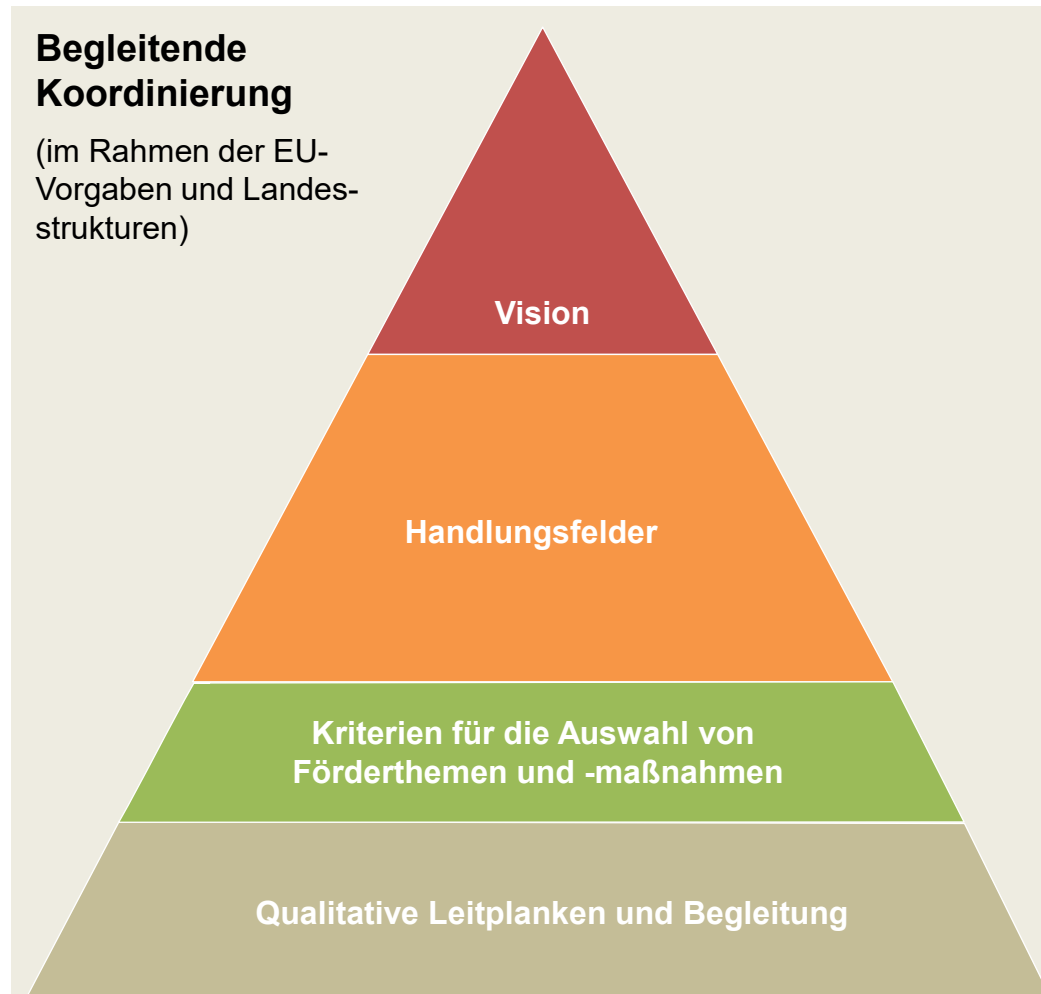 Begleitende
Koordinierung
(im Rahmen der EU-
Vorgaben und Landes-
strukturen)
Vision
Handlungsfelder
Kriterien für die Auswahl von
Förderthemen und -maßnahmen
Qualitative Leitplanken und Begleitung